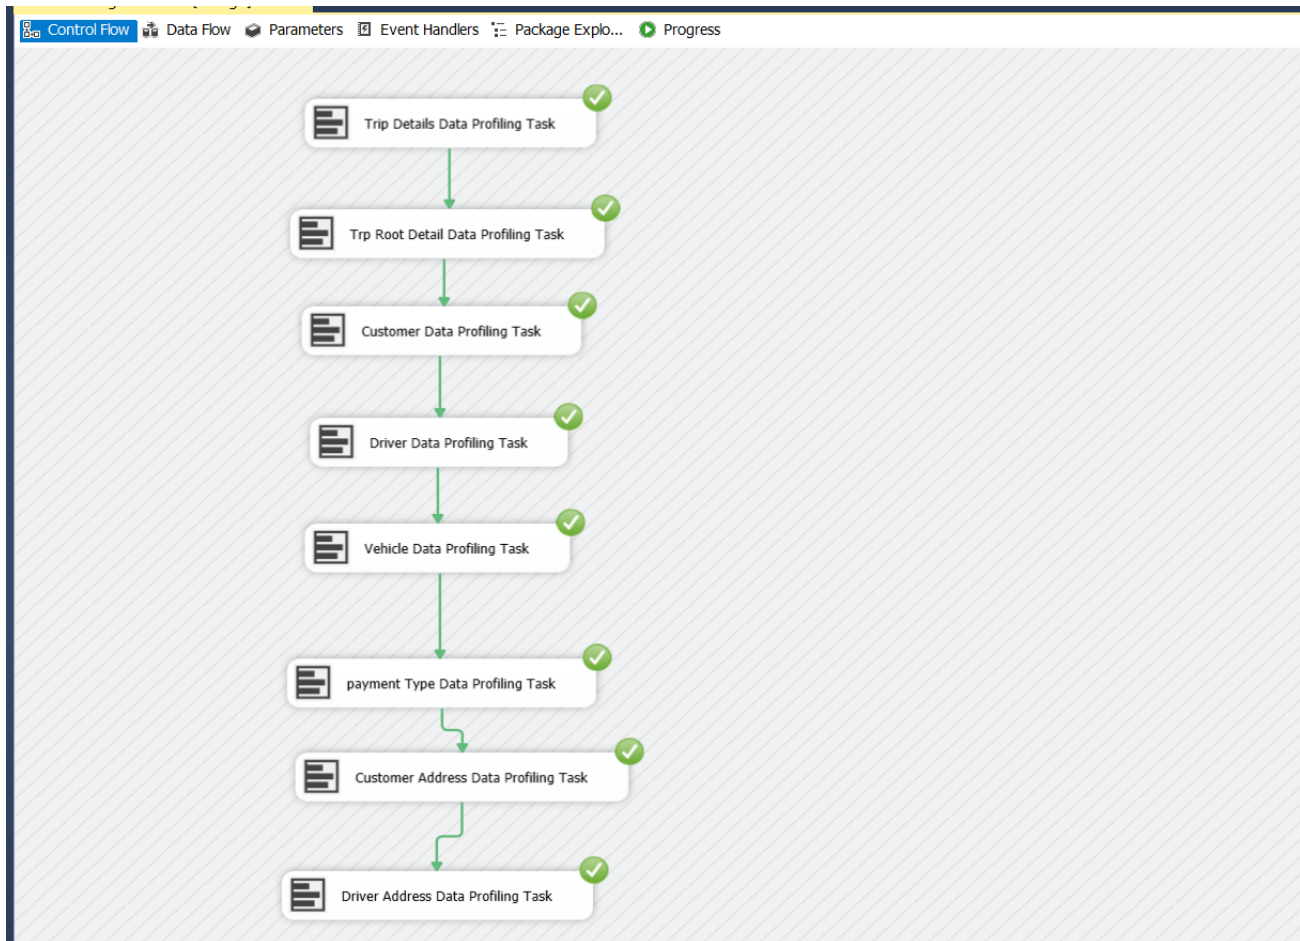 Control Flow Data Flow Parameters Event Handlers Package Explo... Progress
Trip Details Data Profiling Task
Trp Root Detail Data Profiling Task
Customer Data Profiling Task
Driver Data Profiling Task
Vehicle Data Profiling Task
payment Type Data Profiling Task
Customer Address Data Profiling Task
Driver Address Data Profiling Task